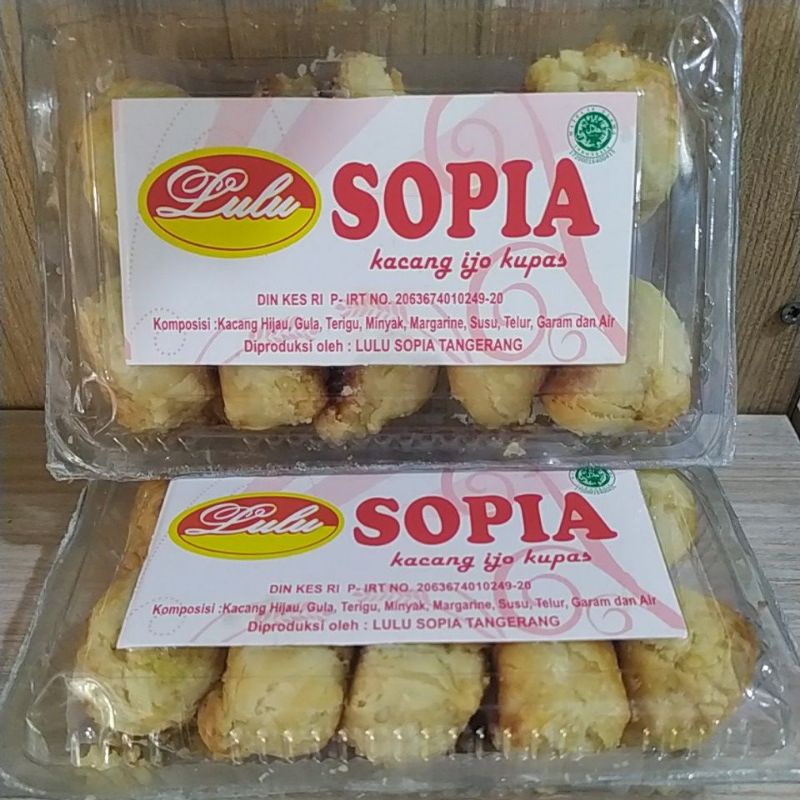 Lulu
SOPIA
kacang ijo kupas
DIN KES RI P- IRT NO. 2063674010249-20
Komposisi :Kacang Hijau, Gula, Terigu, Minyak, Margarine, Susu, Telur, Garam dan Air
Diproduksi oleh : LULU SOPIA TANGERANG
Lulu
SOPIA
kacang ijo kupas
DIN KES RI P- IRT NO. 2063674010249-20
Komposisi :Kacang Hijau, Gula, Terigu, Minyak, Margarine, Susu, Telur, Garam dan Air
Diproduksi oleh : LULU SOPIA TANGERANG